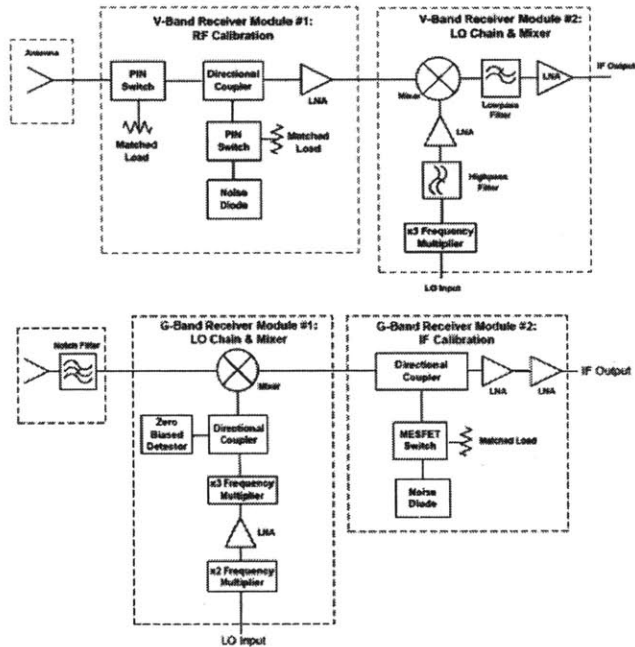 V-Band Receiver Module #1:
RF Calibration
Antenna
PIN
Switch
Directional
Coupler
LNA
Matched
Load
PIN
Switch
Matched
Load
Noise
Diode
V-Band Receiver Module #2:
LO Chain & Mixer
Mixer
Lowpass
Filter
LNA
IF Output
LNA
Highpass
Filter
x3 Frequency
Multiplier
LO Input
Notch Filter
G-Band Receiver Module #1:
LO Chain & Mixer
Mixer
Zero
Biased
Detector
Directional
Coupler
x3 Frequency
Multiplier
LNA
x2 Frequency
Multiplier
LO Input
G-Band Receiver Module #2:
IF Calibration
Directional
Coupler
LNA
LNA
IF Output
MESFET
Switch
Matched Load
Noise
Diode